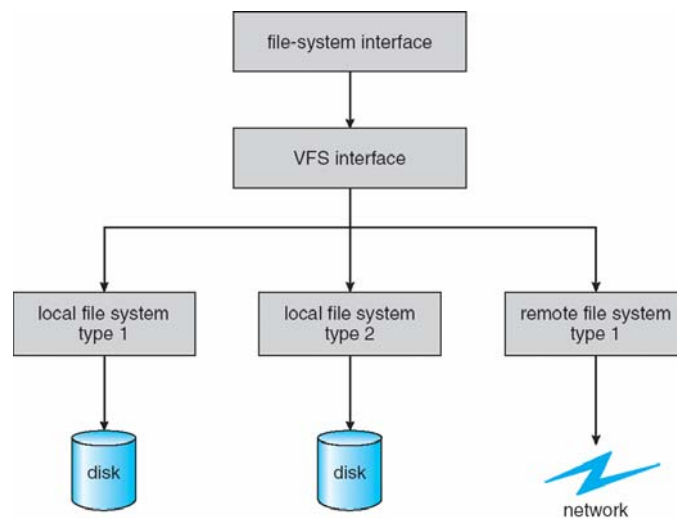 file-system interface
VFS interface
local file system
type 1
local file system
type 2
remote file system
type 1
disk
disk
network